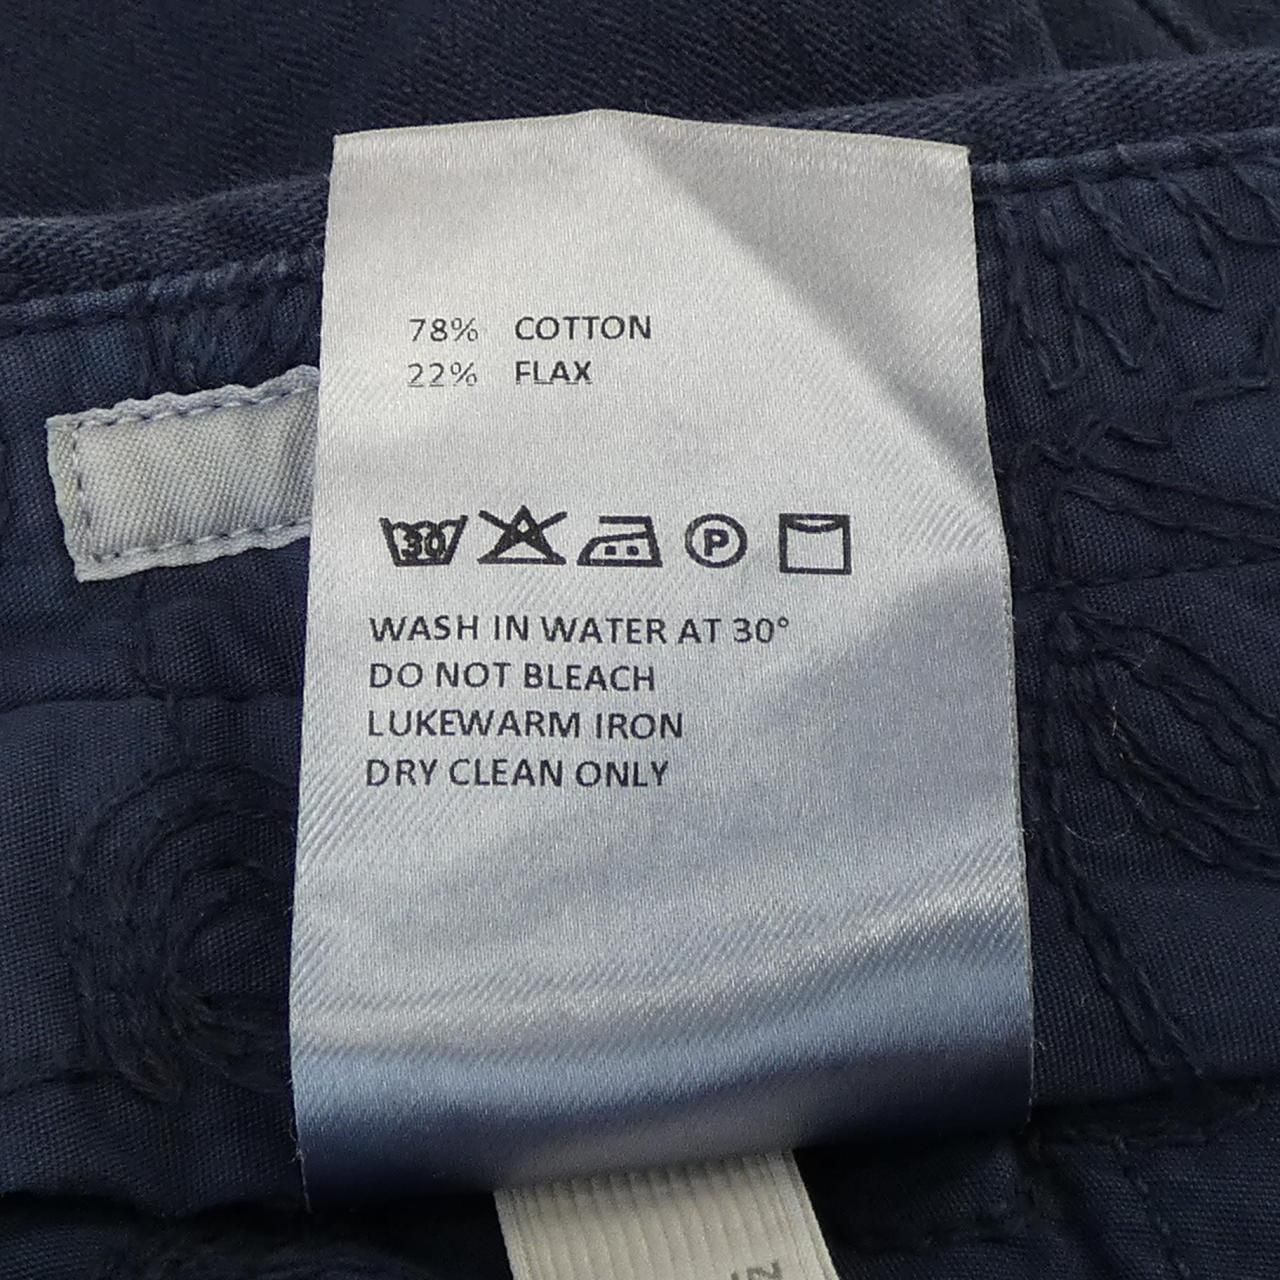 78% COTTON
22% FLAX
30 P
WASH IN WATER AT 30°
DO NOT BLEACH
LUKEWARM IRON
DRY CLEAN ONLY